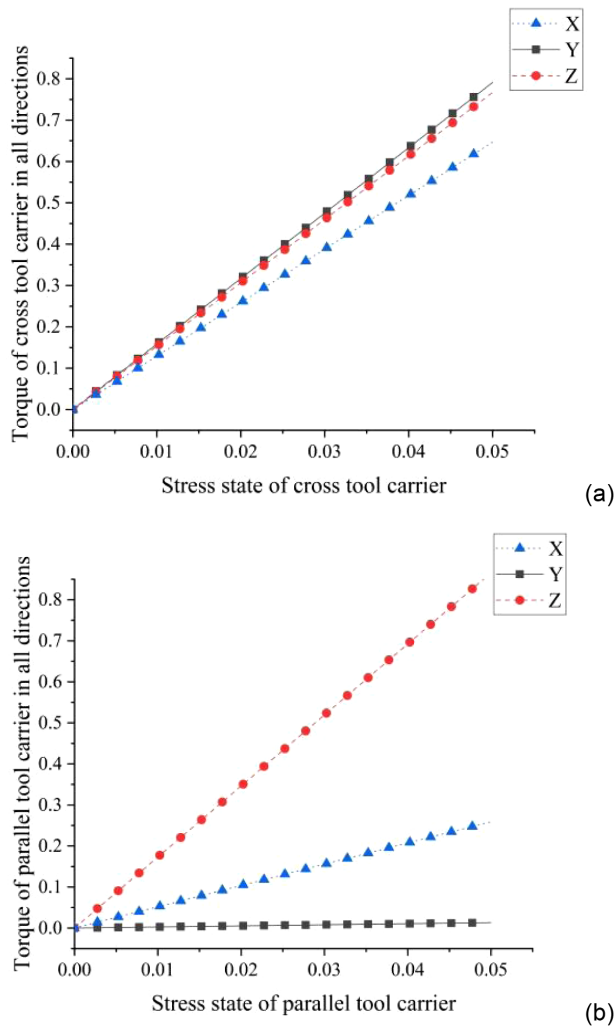 X
Y
Z
Torque of cross tool carrier in all directions
0.8
0.7
0.6
0.5
0.4
0.3
0.2
0.1
0.0
0.00 0.01 0.02 0.03 0.04 0.05
Stress state of cross tool carrier
(a)
X
Y
Z
Torque of parallel tool carrier in all directions
0.8
0.7
0.6
0.5
0.4
0.3
0.2
0.1
0.0
0.00 0.01 0.02 0.03 0.04 0.05
Stress state of parallel tool carrier
(b)